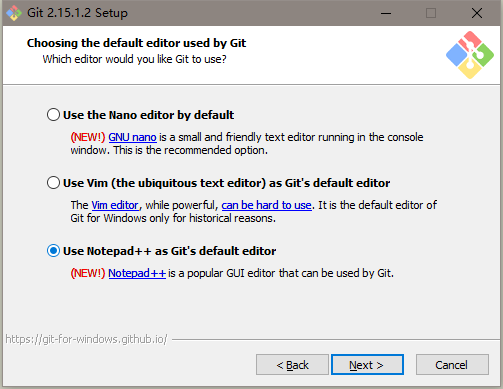 Git 2.15.1.2 Setup
Choosing the default editor used by Git
Which editor would you like Git to use?
Use the Nano editor by default
(NEW!) GNU nano is a small and friendly text editor running in the console
window. This is the recommended option.
Use Vim (the ubiquitous text editor) as Git's default editor
The Vim editor, while powerful, can be hard to use. It is the default editor of
Git for Windows only for historical reasons.
Use Notepad++ as Git's default editor
(NEW!) Notepad++ is a popular GUI editor that can be used by Git.
https://git-for-windows.github.io/
< Back
Next >
Cancel